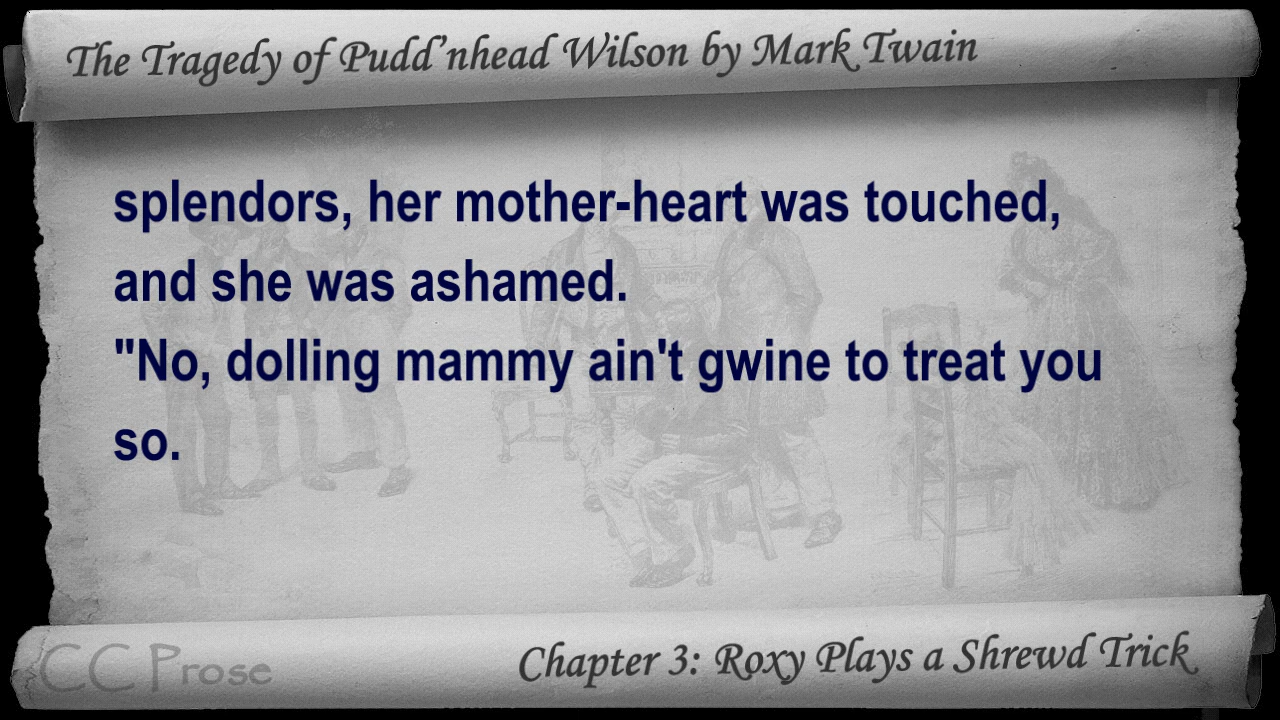 The Tragedy of Pudd'nhead Wilson by Mark Twain
splendors, her mother-heart was touched,
and she was ashamed.
"No, dolling mammy ain't gwine to treat you
so.
CC Prose
Chapter 3: Roxy Plays a Shrewd Trick